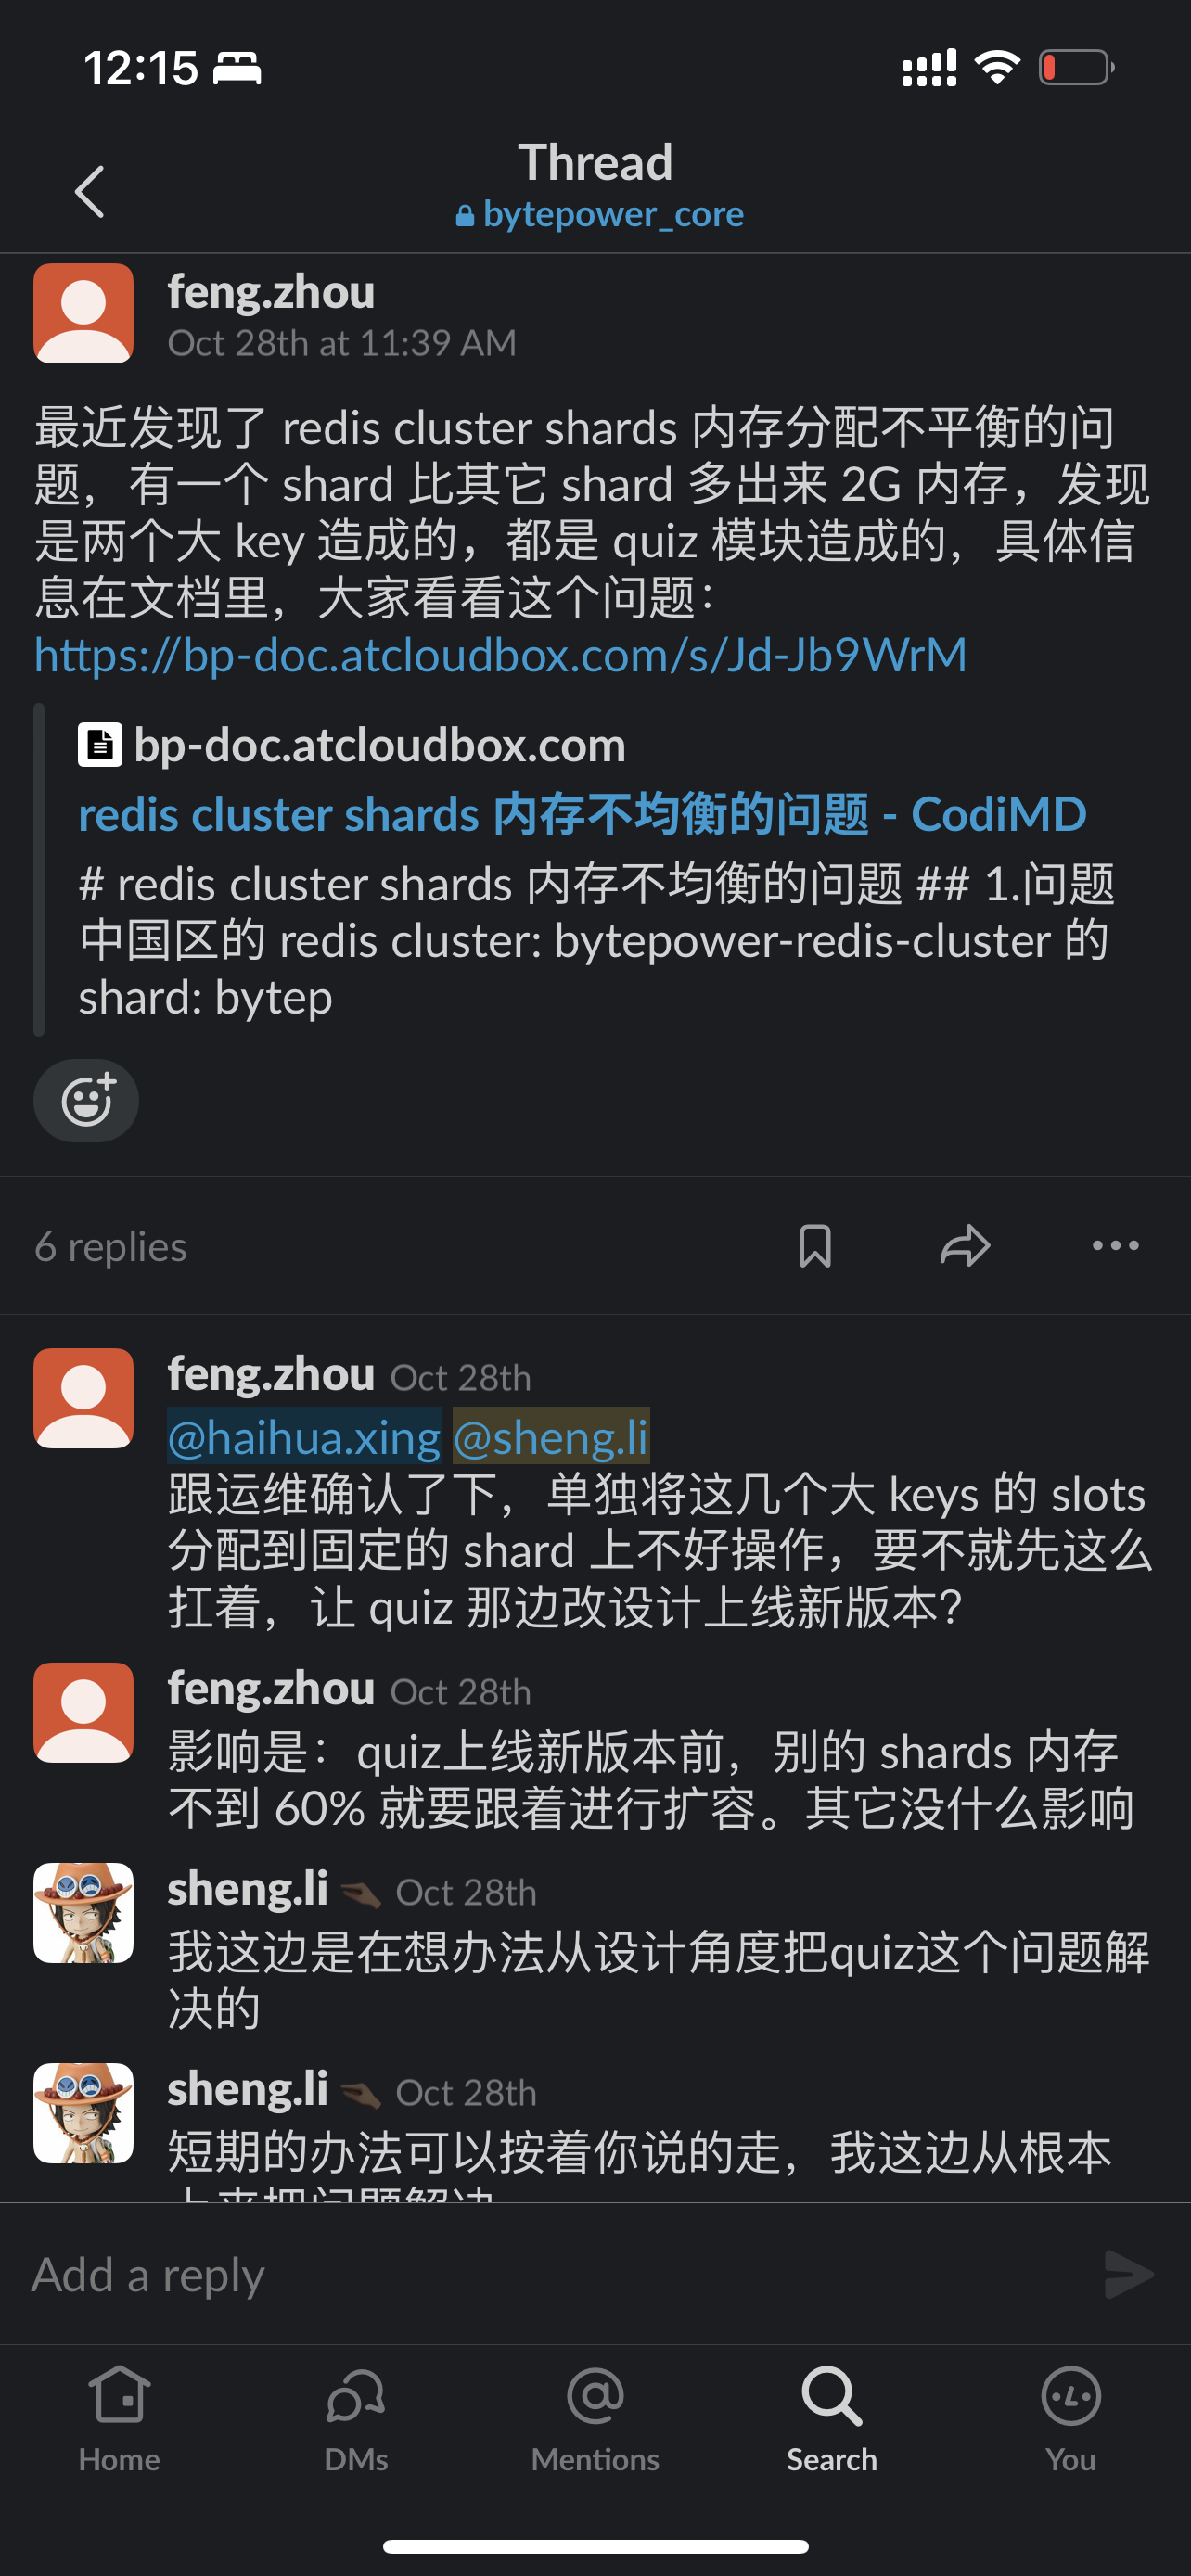 12:15
Thread
bytepower_core
feng.zhou
Oct 28th at 11:39 AM
最近发现了 redis cluster shards 内存分配不平衡的问
题，有一个 shard 比其它 shard 多出来 2G 内存，发现
是两个大 key 造成的，都是 quiz 模块造成的，具体信
息在文档里，大家看看这个问题：
https://bp-doc.atcloudbox.com/s/Jd-Jb9WrM
bp-doc.atcloudbox.com
redis cluster shards 内存不均衡的问题 - CodiMD
# redis cluster shards 内存不均衡的问题 ## 1.问题
中国区的 redis cluster: bytepower-redis-cluster 的
shard: bytep
6 replies
feng.zhou Oct 28th
@haihua.xing @sheng.li
跟运维确认了下，单独将这几个大 keys 的 slots
分配到固定的 shard 上不好操作，要不就先这么
扛着，让 quiz 那边改设计上线新版本？
feng.zhou Oct 28th
影响是：quiz上线新版本前，别的 shards 内存
不到 60% 就要跟着进行扩容。其它没什么影响
sheng.li Oct 28th
我这边是在想办法从设计角度把quiz这个问题解
决的
sheng.li Oct 28th
短期的办法可以按着你说的走，我这边从根本
上来把问题解决
Add a reply
Home
DMs
Mentions
Search
You